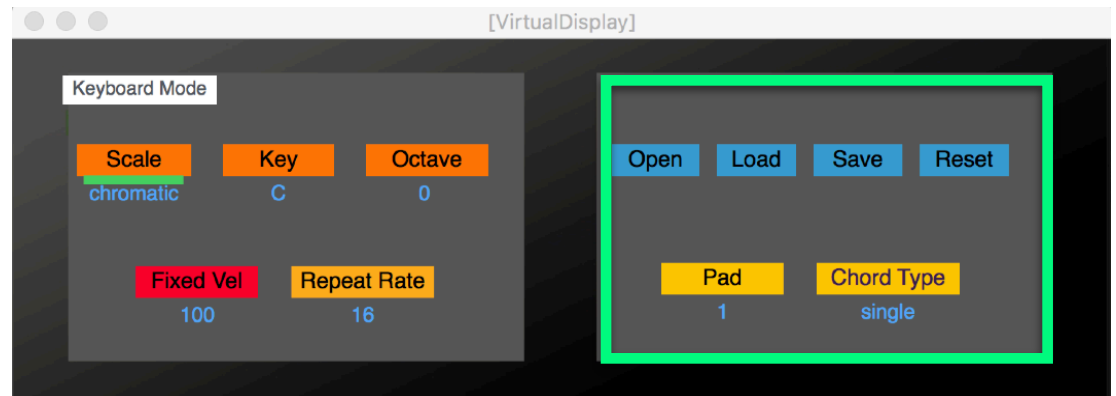 [VirtualDisplay]
Keyboard Mode
Scale Key Octave
chromatic C 0
Fixed Vel Repeat Rate
100 16
Open Load Save Reset
Pad Chord Type
1 single